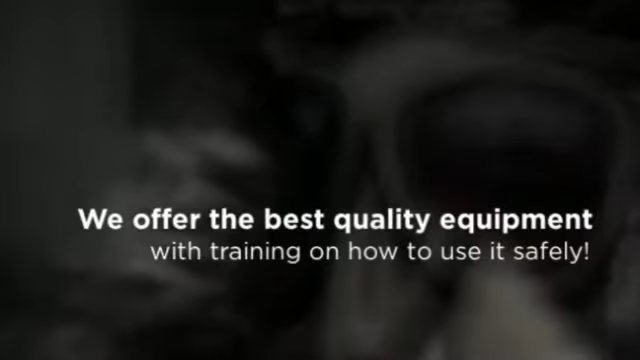 We offer the best quality equipment
with training on how to use it safely!